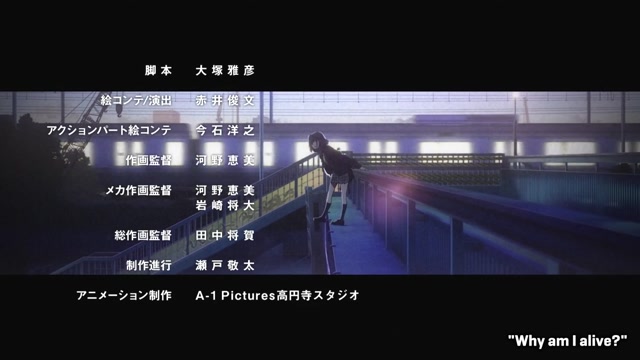 脚本 大塚雅彦
絵コンテ/演出 赤井俊文
アクションパート絵コンテ 今石洋之
作画監督 河野恵美
メカ作画監督 河野恵美
岩崎将大
総作画監督 田中将賀
制作進行 瀬戸敬太
アニメーション制作 A-1 Pictures高円寺スタジオ
"Why am I alive?"